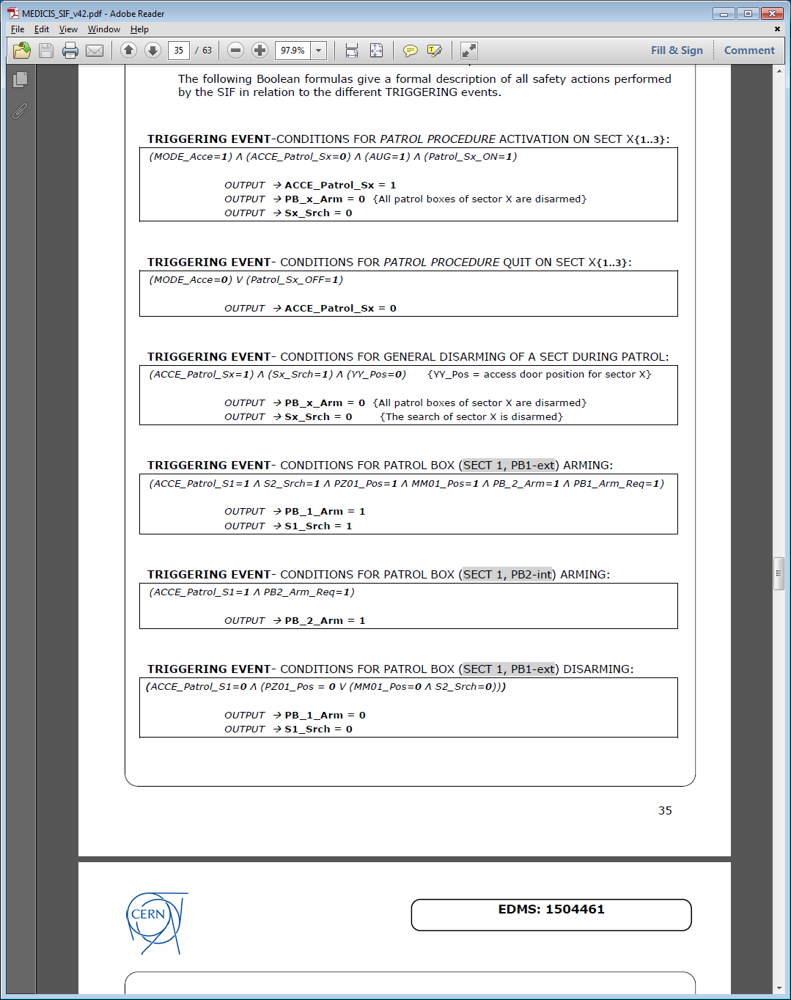 MEDICIS_SIF_v42.pdf - Adobe Reader
File Edit View Window Help
35 / 63 97.9% Fill & Sign Comment
The following Boolean formulas give a formal description of all safety actions performed
by the SIF in relation to the different TRIGGERING events.
TRIGGERING EVENT-CONDITIONS FOR PATROL PROCEDURE ACTIVATION ON SECT X{1..3}:
(MODE_Acce=1) Λ (ACCE_Patrol_Sx=0) Λ (AUG=1) Λ (Patrol_Sx_ON=1)
OUTPUT → ACCE_Patrol_Sx = 1
OUTPUT → PB_x_Arm = 0 {All patrol boxes of sector X are disarmed}
OUTPUT → Sx_Srch = 0
TRIGGERING EVENT- CONDITIONS FOR PATROL PROCEDURE QUIT ON SECT X{1..3}:
(MODE_Acce=0) V (Patrol_Sx_OFF=1)
OUTPUT → ACCE_Patrol_Sx = 0
TRIGGERING EVENT- CONDITIONS FOR GENERAL DISARMING OF A SECT DURING PATROL:
(ACCE_Patrol_Sx=1) Λ (Sx_Srch=1) Λ (YY_Pos=0) {YY_Pos = access door position for sector X}
OUTPUT → PB_x_Arm = 0 {All patrol boxes of sector X are disarmed}
OUTPUT → Sx_Srch = 0 {The search of sector X is disarmed}
TRIGGERING EVENT- CONDITIONS FOR PATROL BOX (SECT 1, PB1-ext) ARMING:
(ACCE_Patrol_S1=1 Λ S2_Srch=1 Λ PZ01_Pos=1 Λ MM01_Pos=1 Λ PB_2_Arm=1 Λ PB1_Arm_Req=1)
OUTPUT → PB_1_Arm = 1
OUTPUT → S1_Srch = 1
TRIGGERING EVENT- CONDITIONS FOR PATROL BOX (SECT 1, PB2-int) ARMING:
(ACCE_Patrol_S1=1 Λ PB2_Arm_Req=1)
OUTPUT → PB_2_Arm = 1
TRIGGERING EVENT- CONDITIONS FOR PATROL BOX (SECT 1, PB1-ext) DISARMING:
(ACCE_Patrol_S1=0 Λ (PZ01_Pos = 0 V (MM01_Pos=0 Λ S2_Srch=0)))
OUTPUT → PB_1_Arm = 0
OUTPUT → S1_Srch = 0
35
CERN
EDMS: 1504461